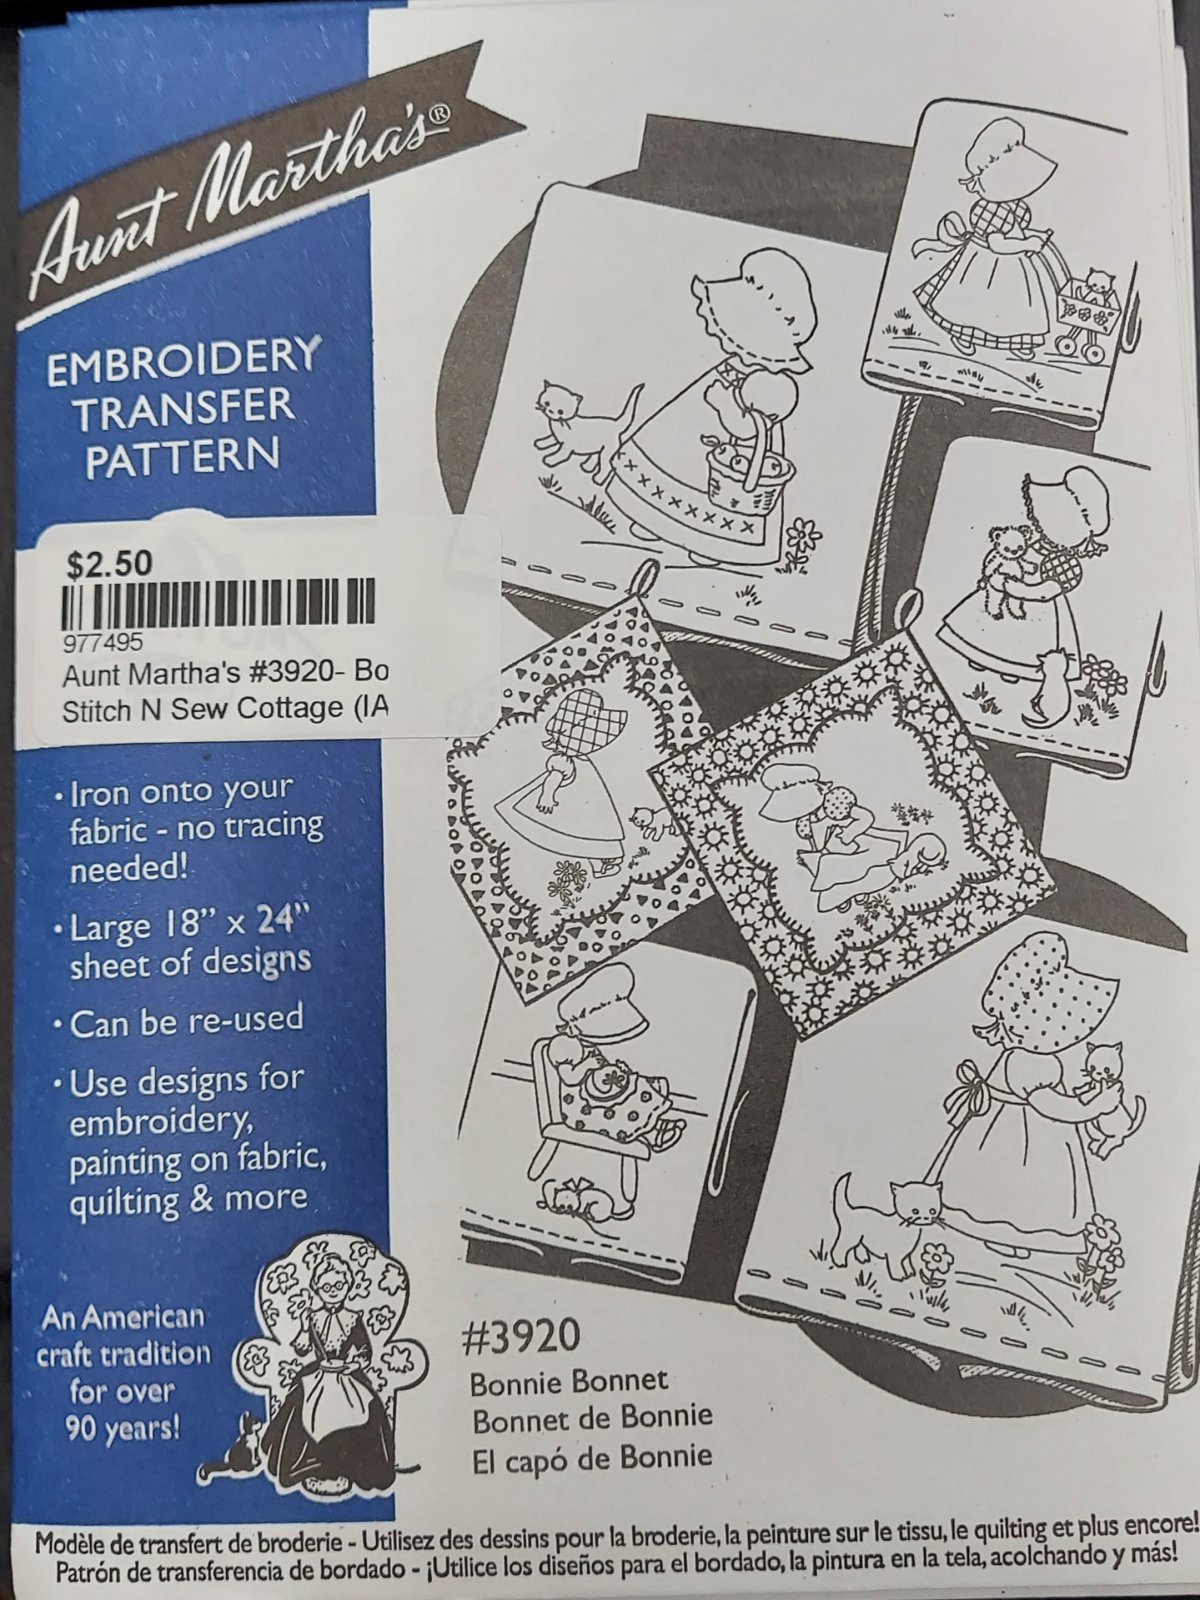 Aunt Martha's®
EMBROIDERY
TRANSFER
PATTERN
$2.50
977495
Aunt Martha's #3920- Bo
Stitch N Sew Cottage (IA
• Iron onto your
fabric - no tracing
needed!
• Large 18" x 24"
sheet of designs
• Can be re-used
• Use designs for
embroidery,
painting on fabric,
quilting & more
An American
craft tradition
for over
90 years!
#3920
Bonnie Bonnet
Bonnet de Bonnie
El capó de Bonnie
Modèle de transfert de broderie - Utilisez des dessins pour la broderie, la peinture sur le tissu, le quilting et plus encore!
Patrón de transferencia de bordado - ¡Utilice los diseños para el bordado, la pintura en la tela, acolchando y más!